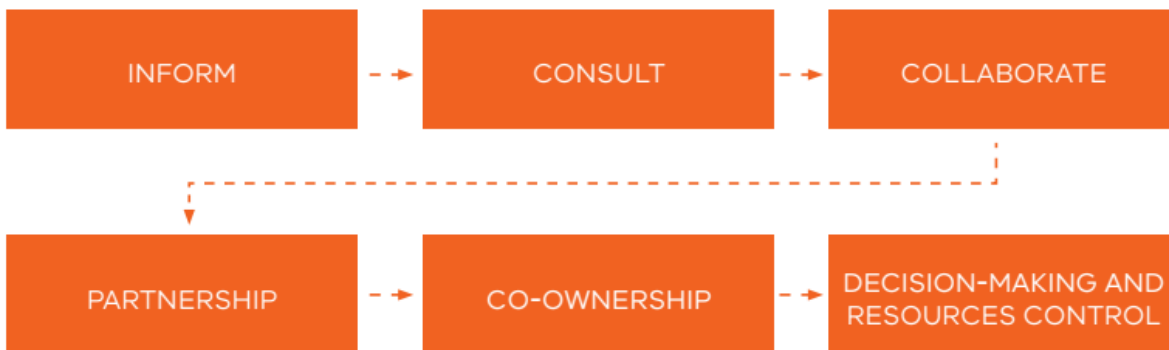 INFORM
CONSULT
COLLABORATE
PARTNERSHIP
CO-OWNERSHIP
DECISION-MAKING AND
RESOURCES CONTROL